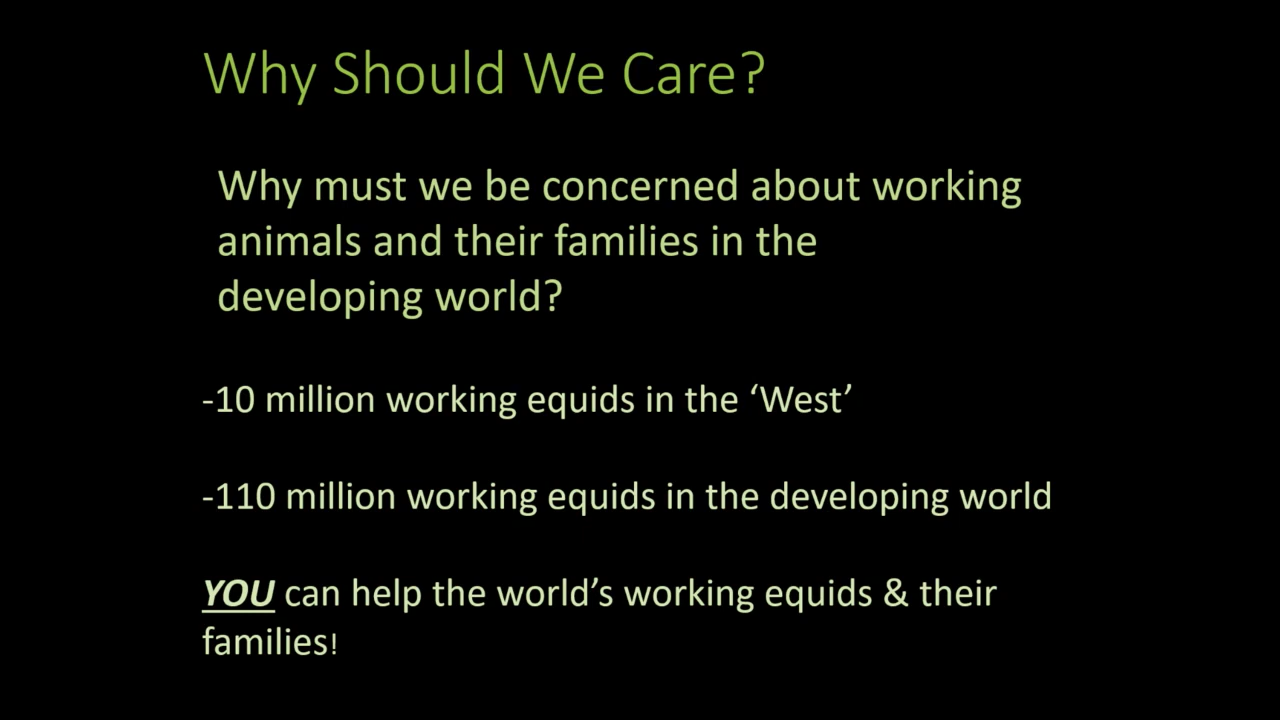 Why Should We Care?
Why must we be concerned about working
animals and their families in the
developing world?
-10 million working equids in the ‘West’
-110 million working equids in the developing world
YOU can help the world’s working equids & their
families!